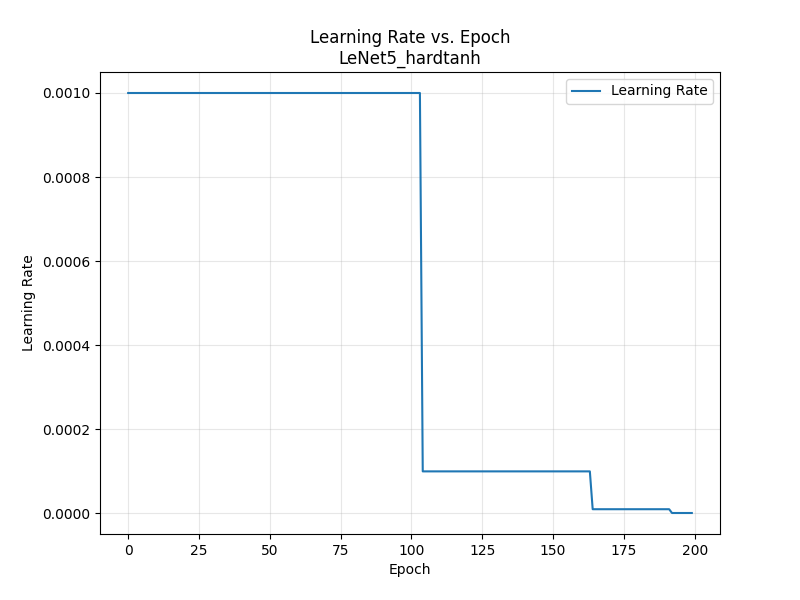 Learning Rate vs. Epoch
LeNet5_hardtanh
Learning Rate
0.0010
0.0008
0.0006
0.0004
0.0002
0.0000
Learning Rate
0 25 50 75 100 125 150 175 200
Epoch